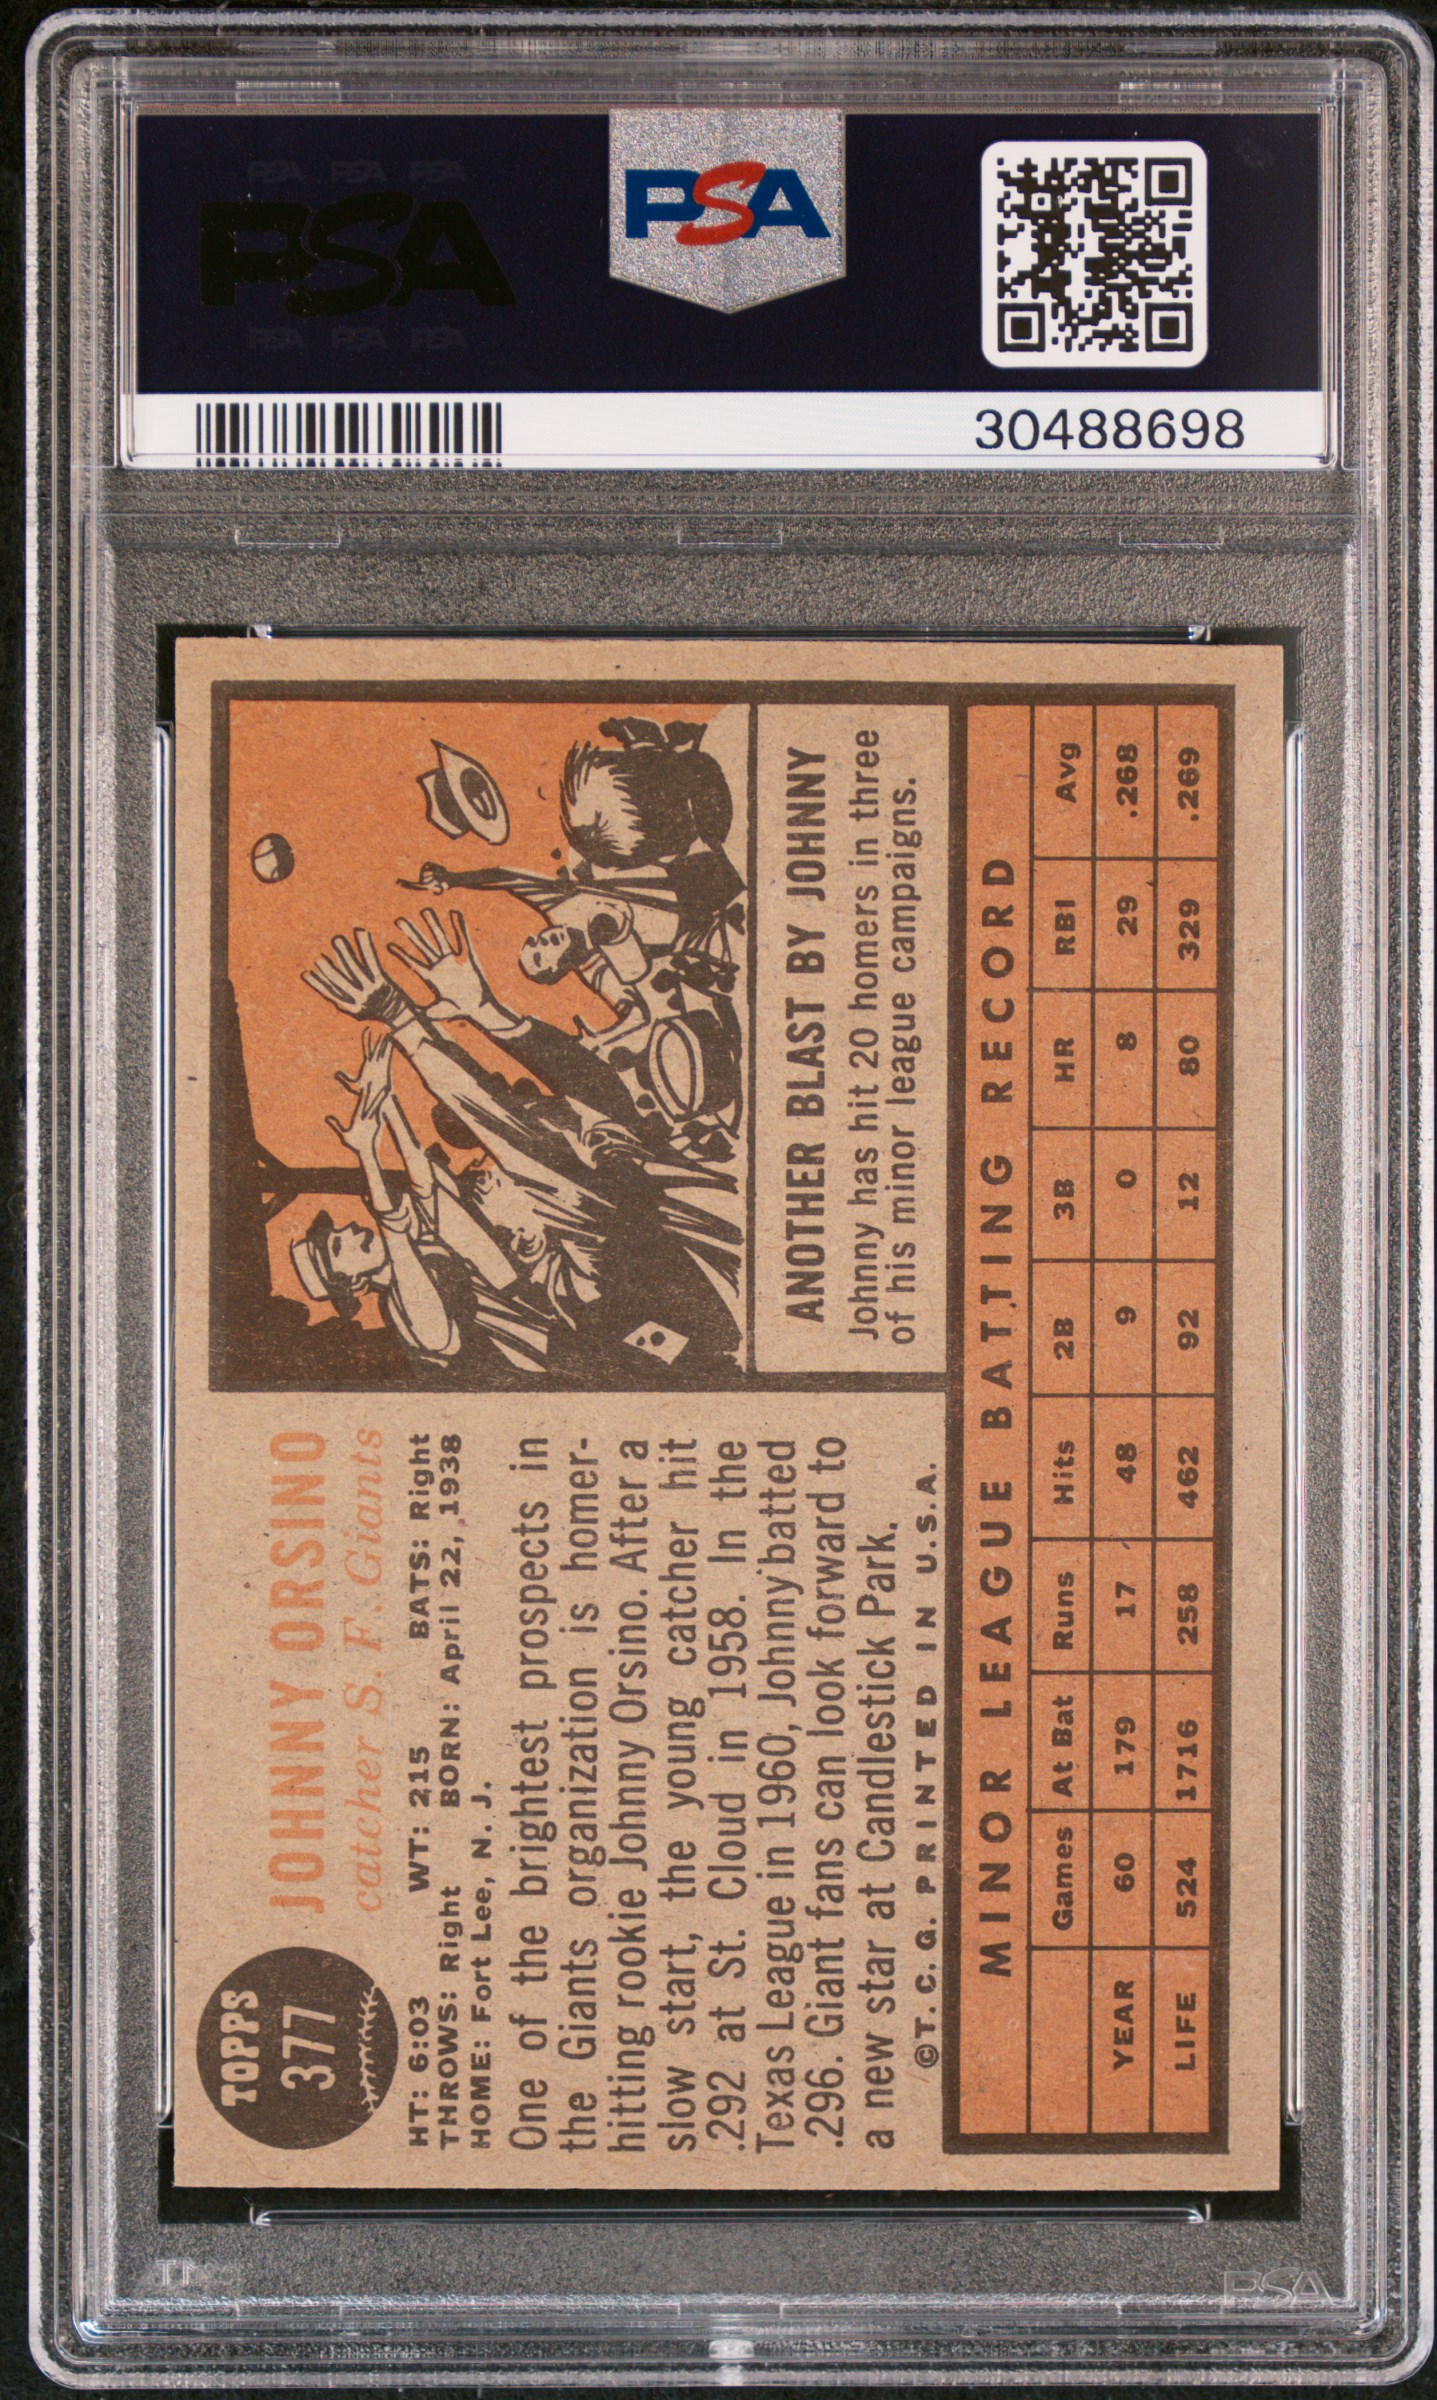 PSA PSA PSA
PSA
PSA PSA PSA
PSA
30488698
TOPPS
377
JOHNNY ORSINO
catcher S. F. Giants
HT: 6:03 WT: 215 BATS: Right
THROWS: Right BORN: April 22, 1938
HOME: Fort Lee, N. J.
One of the brightest prospects in
the Giants organization is homer-
hitting rookie Johnny Orsino. After a
slow start, the young catcher hit
.292 at St. Cloud in 1958. In the
Texas League in 1960, Johnny batted
.296. Giant fans can look forward to
a new star at Candlestick Park.
©T. C. G. PRINTED IN U.S.A.
ANOTHER BLAST BY JOHNNY
Johnny has hit 20 homers in three
of his minor league campaigns.
MINOR LEAGUE BATTING RECORD
Games At Bat Runs Hits 2B 3B HR RBI Avg
YEAR 60 179 17 48 9 0 8 29 .268
LIFE 524 1716 258 462 92 12 80 329 .269
PSA